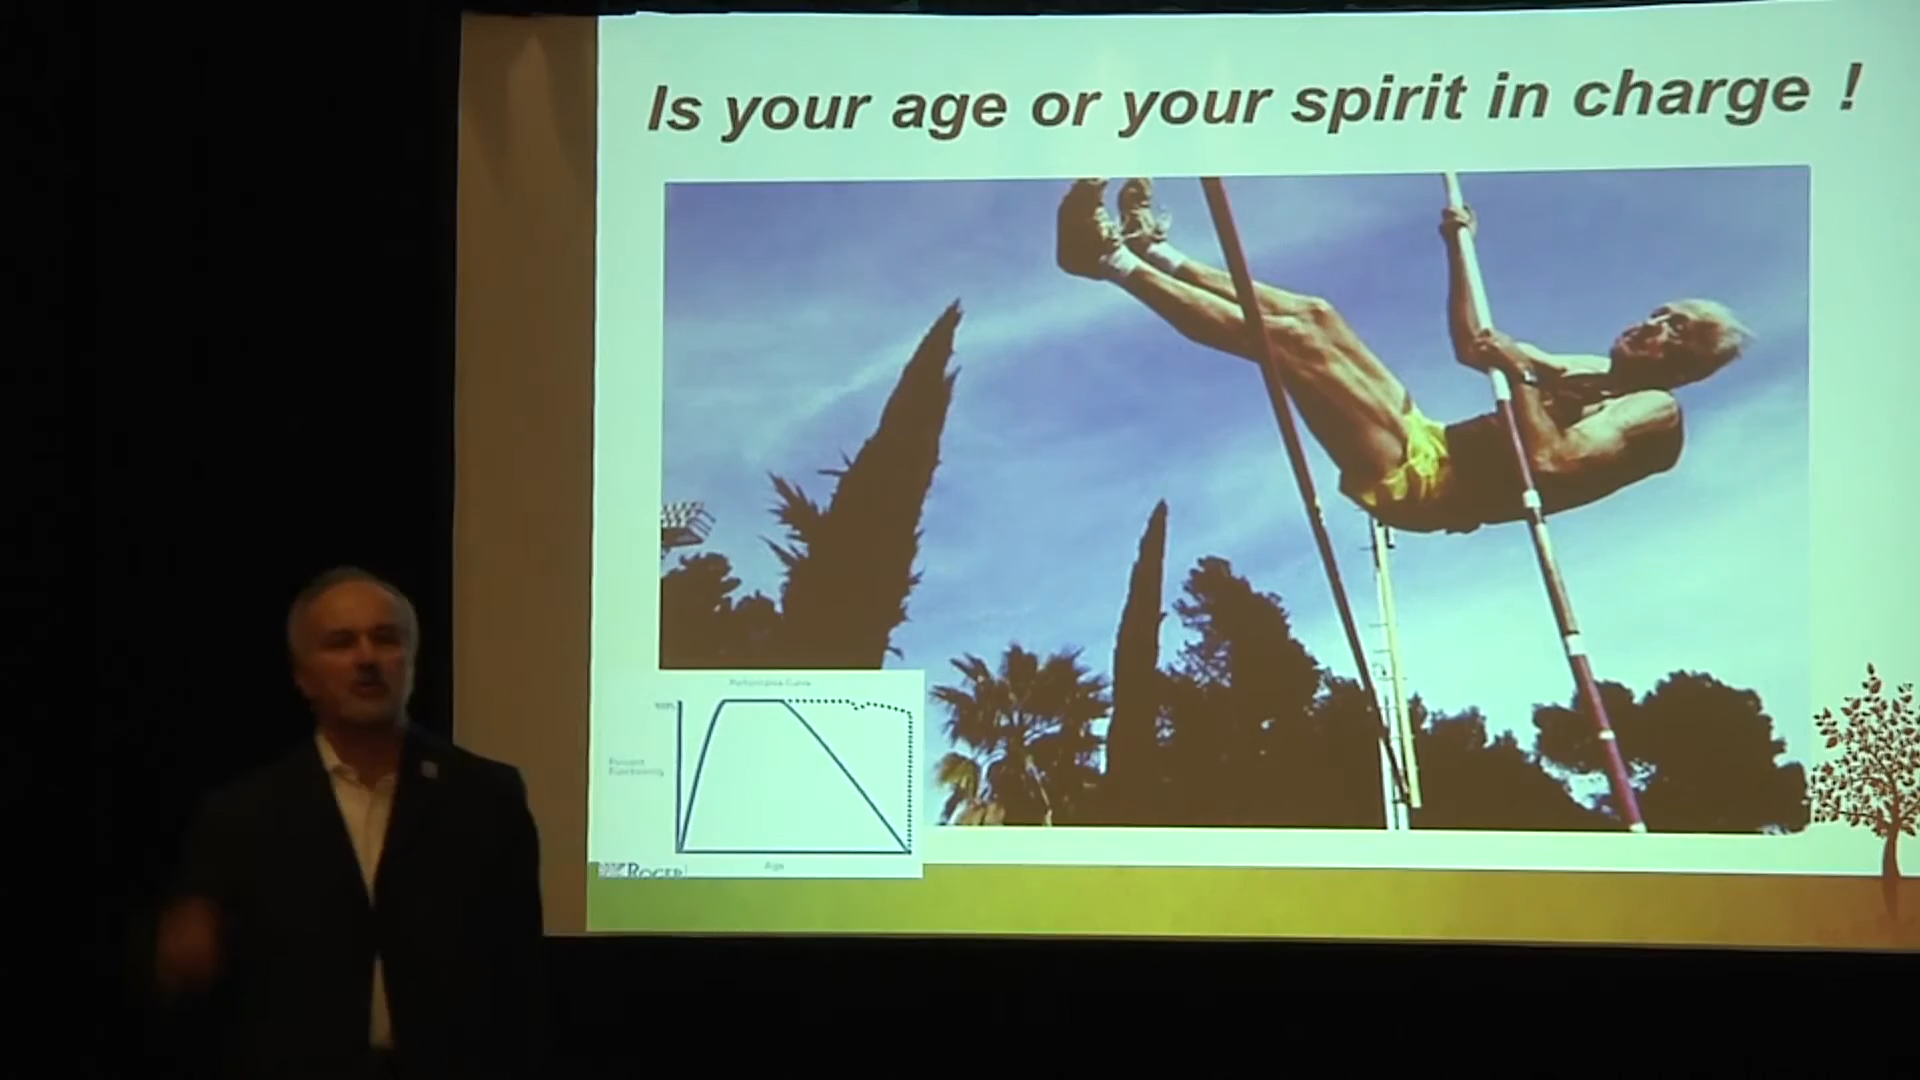 Is your age or your spirit in charge !
Performance Curve
100%
Percent
Functioning
Age
ROGER